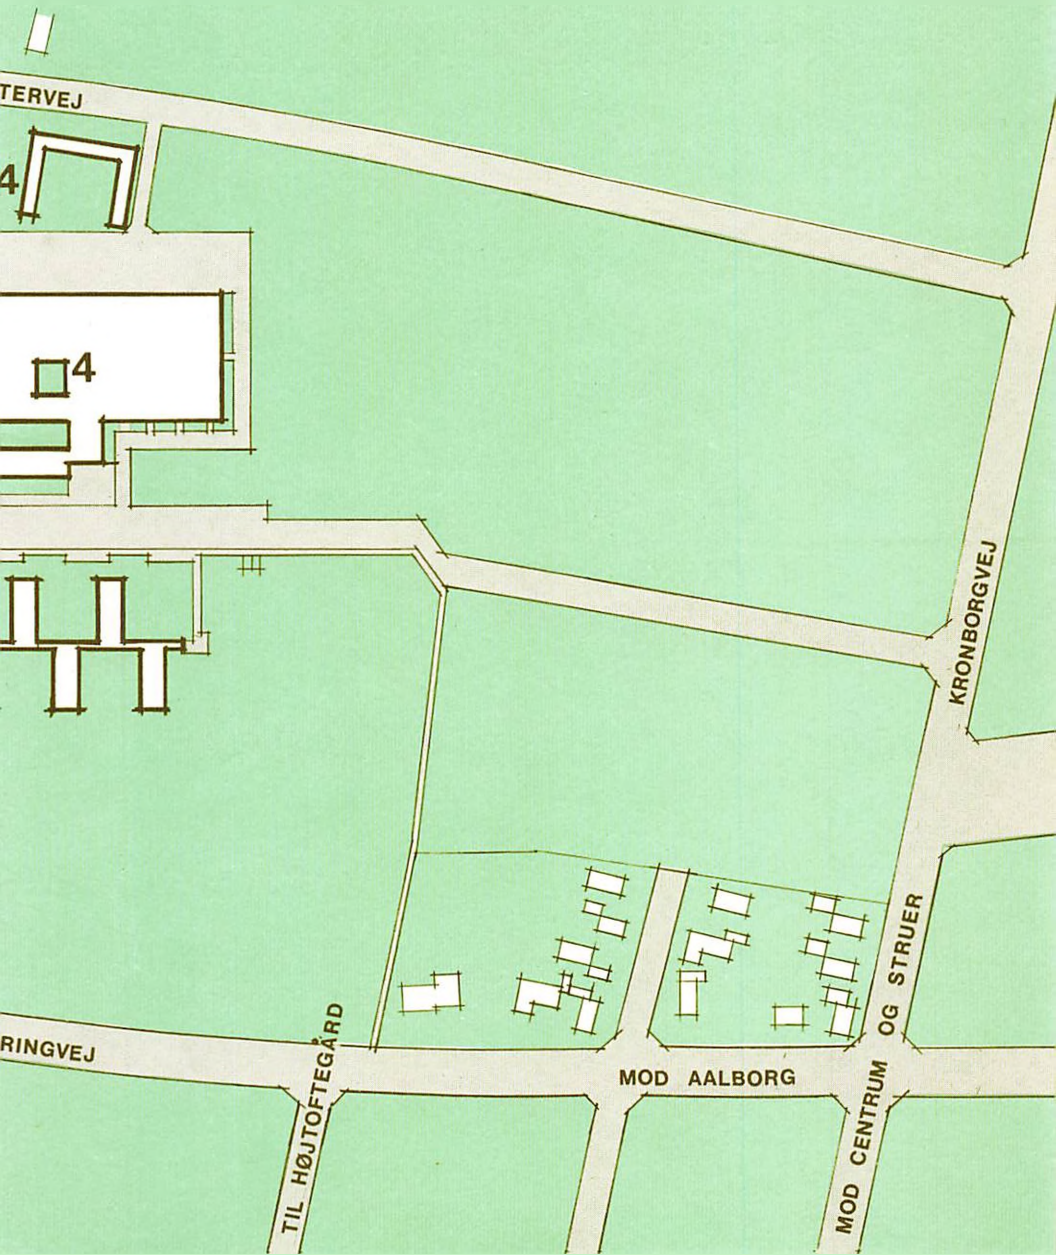 TERVEJ
4
4
KRONBORGVEJ
RINGVEJ
TIL HØJTOFTEGÅRD
MOD AALBORG
MOD CENTRUM OG STRUER